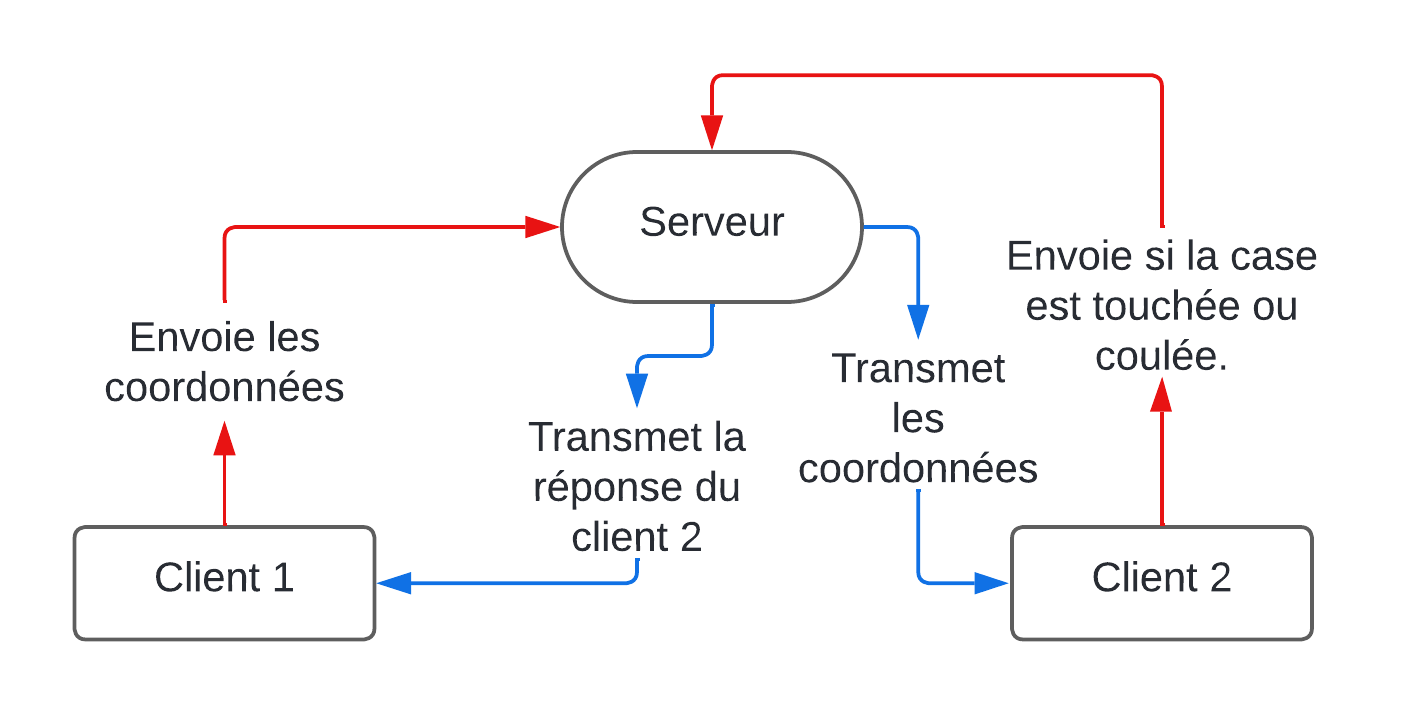 Serveur
Envoie si la case
est touchée ou
coulée.
Envoie les
coordonnées
Transmet
les
coordonnées
Transmet la
réponse du
client 2
Client 1
Client 2